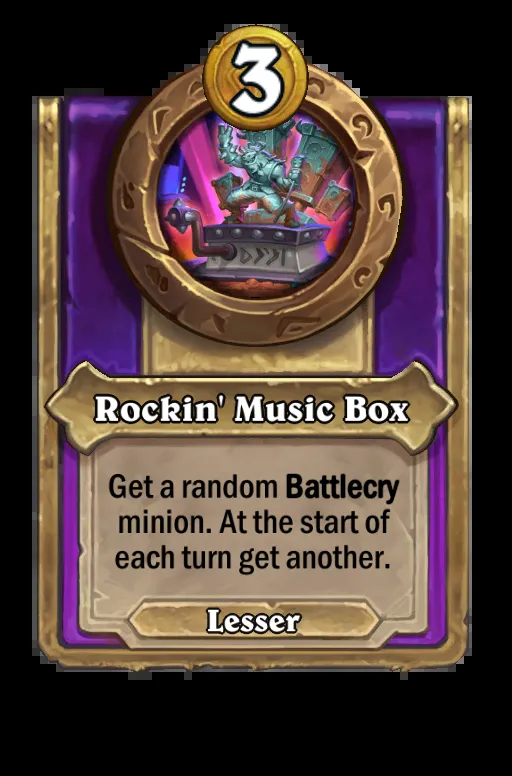 3
Rockin' Music Box
Get a random Battlecry
minion. At the start of
each turn get another.
Lesser